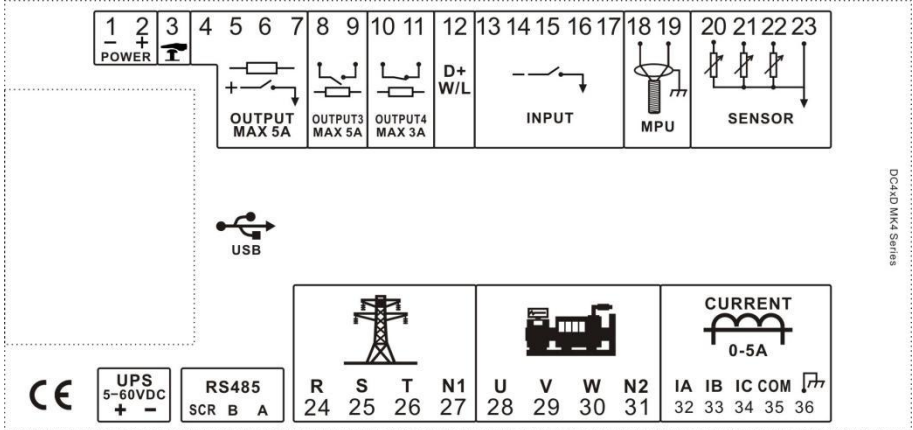 1 2 3 4 5 6 7 8 9 10 11 12 13 14 15 16 17 18 19 20 21 22 23
− +
POWER
+
OUTPUT
MAX 5A
OUTPUT3
MAX 5A
OUTPUT4
MAX 3A
D+
W/L
INPUT
MPU
SENSOR
DC4xD MK4 Series
USB
CURRENT
0-5A
CE
UPS
5-60VDC
+ −
RS485
SCR B A
R S T N1
24 25 26 27
U V W N2
28 29 30 31
IA IB IC COM
32 33 34 35 36